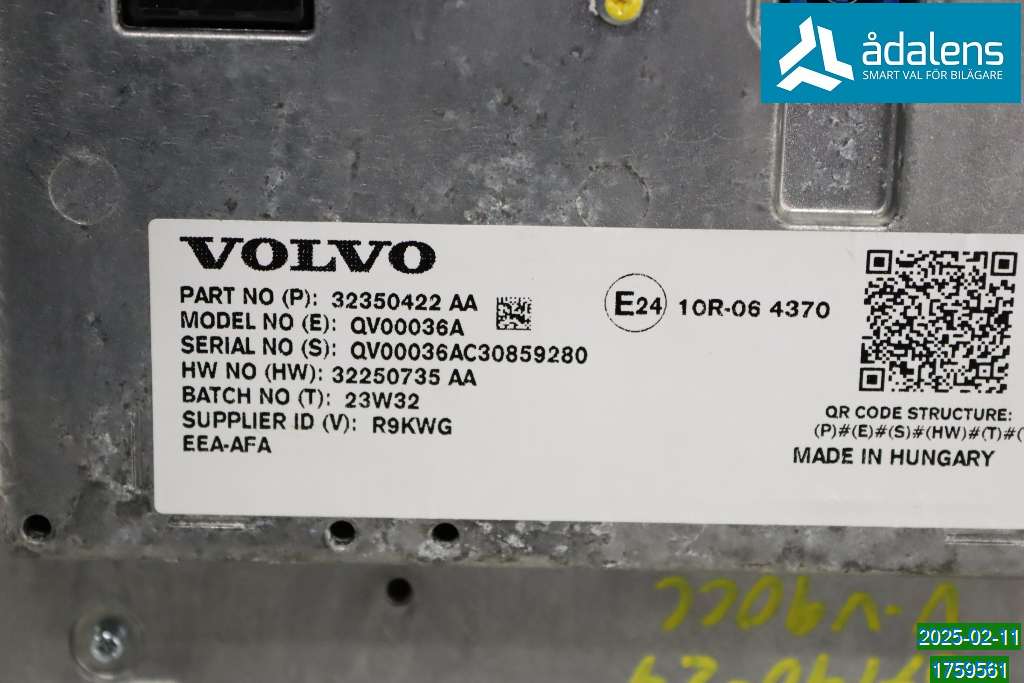 ådalens
SMART VAL FÖR BILÄGARE
VOLVO
PART NO (P): 32350422 AA
MODEL NO (E): QV00036A
SERIAL NO (S): QV00036AC30859280
HW NO (HW): 32250735 AA
BATCH NO (T): 23W32
SUPPLIER ID (V): R9KWG
EEA-AFA
E24 10R-06 4370
QR CODE STRUCTURE:
(P)#(E)#(S)#(HW)#(T)#(
MADE IN HUNGARY
V-V90CC
2025-02-11
1759561